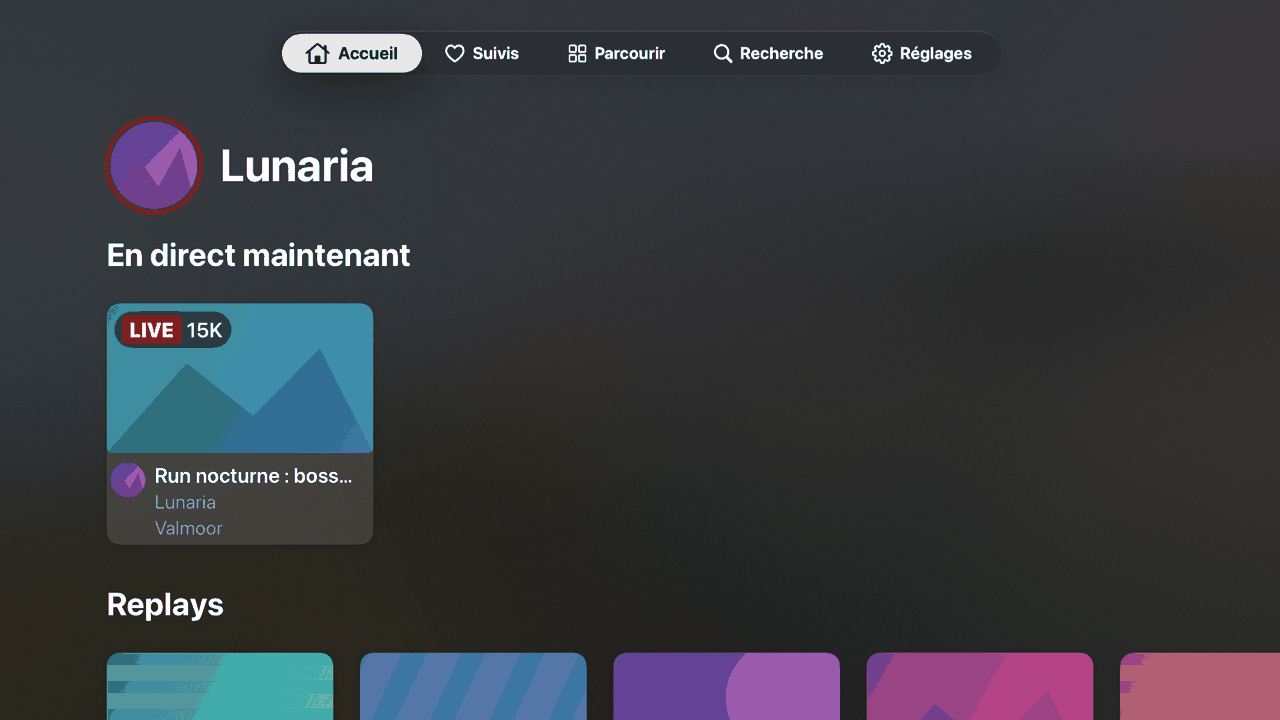 Accueil
Suivis
Parcourir
Recherche
Réglages
Lunaria
En direct maintenant
LIVE 15K
Run nocturne : boss…
Lunaria
Valmoor
Replays